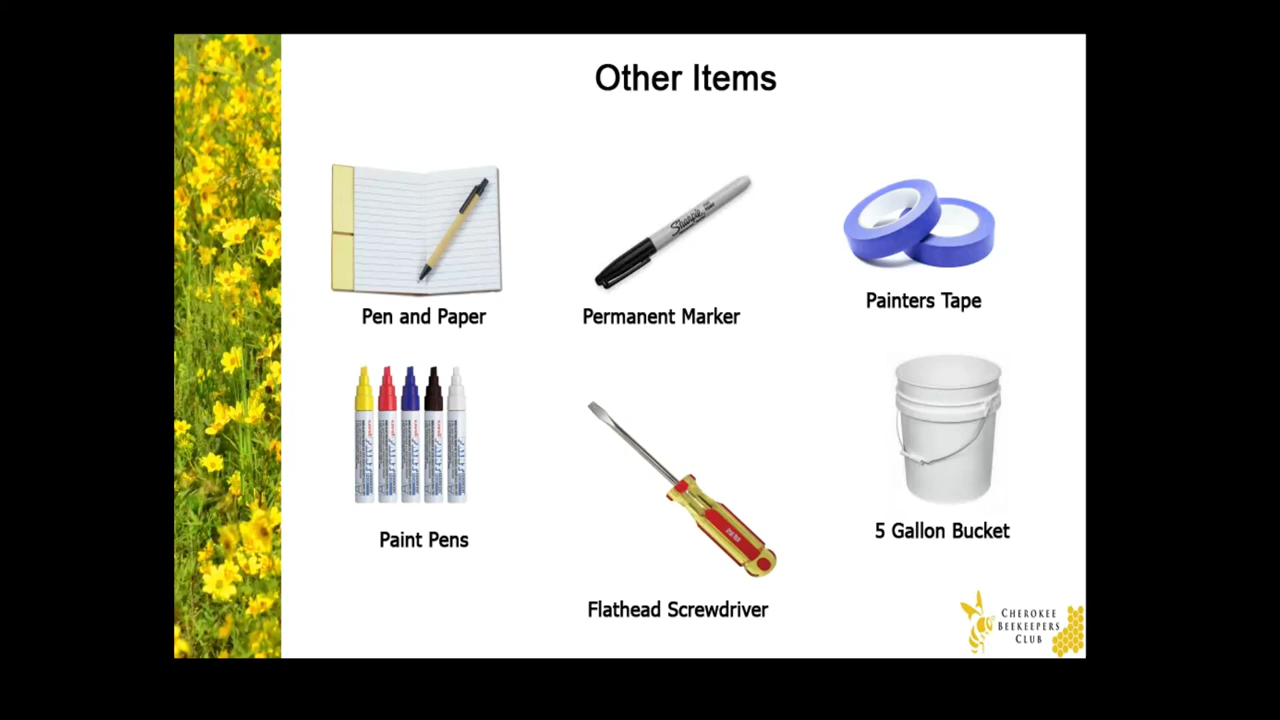 Other Items
Sharpie
Pen and Paper
Permanent Marker
Painters Tape
Paint Pens
5 Gallon Bucket
Flathead Screwdriver
CHEROKEE
BEEKEEPERS
CLUB